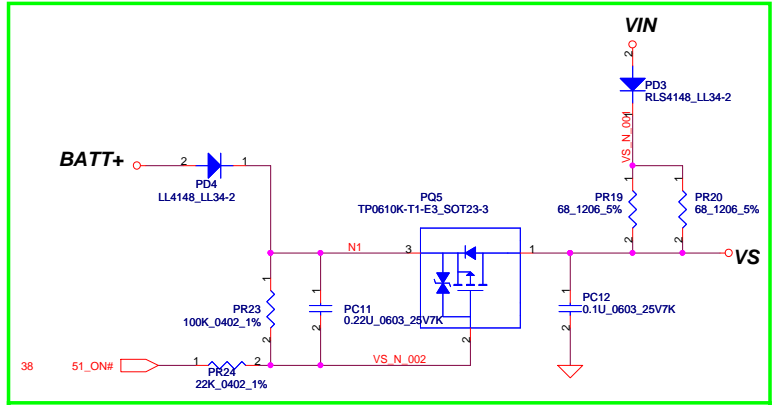 VIN
2
PD3
RLS4148_LL34-2
1
VS_N_001
BATT+
2
1
PD4
LL4148_LL34-2
PQ5
TP0610K-T1-E3_SOT23-3
1
1
PR19
68_1206_5%
PR20
68_1206_5%
2
2
N1
3
1
VS
1
PR23
100K_0402_1%
2
1
PC11
0.22U_0603_25V7K
2
2
1
PC12
0.1U_0603_25V7K
2
38
51_ON#
1
2
PR24
22K_0402_1%
VS_N_002